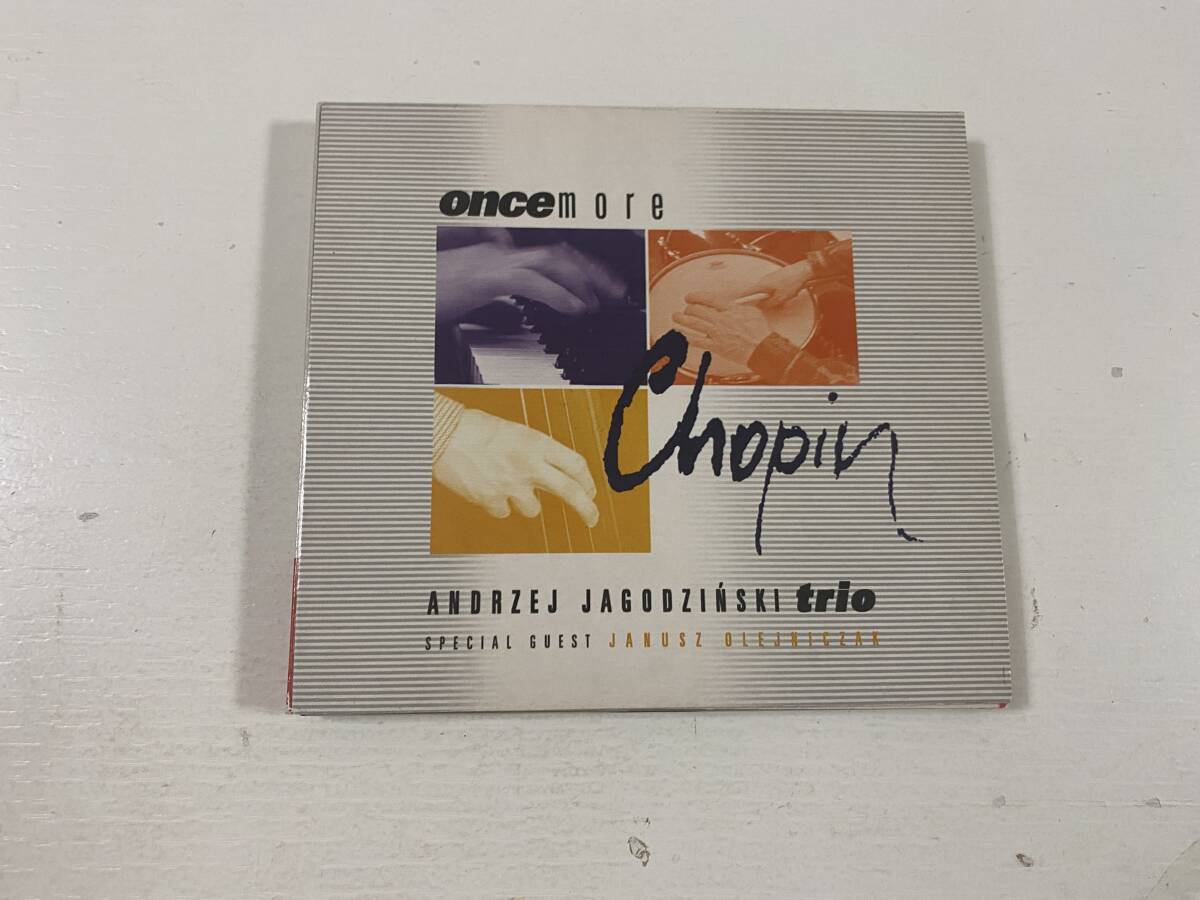 oncemore
Chopin
ANDRZEJ JAGODZIŃSKI trio
SPECIAL GUEST JANUSZ OLEJNICZAK